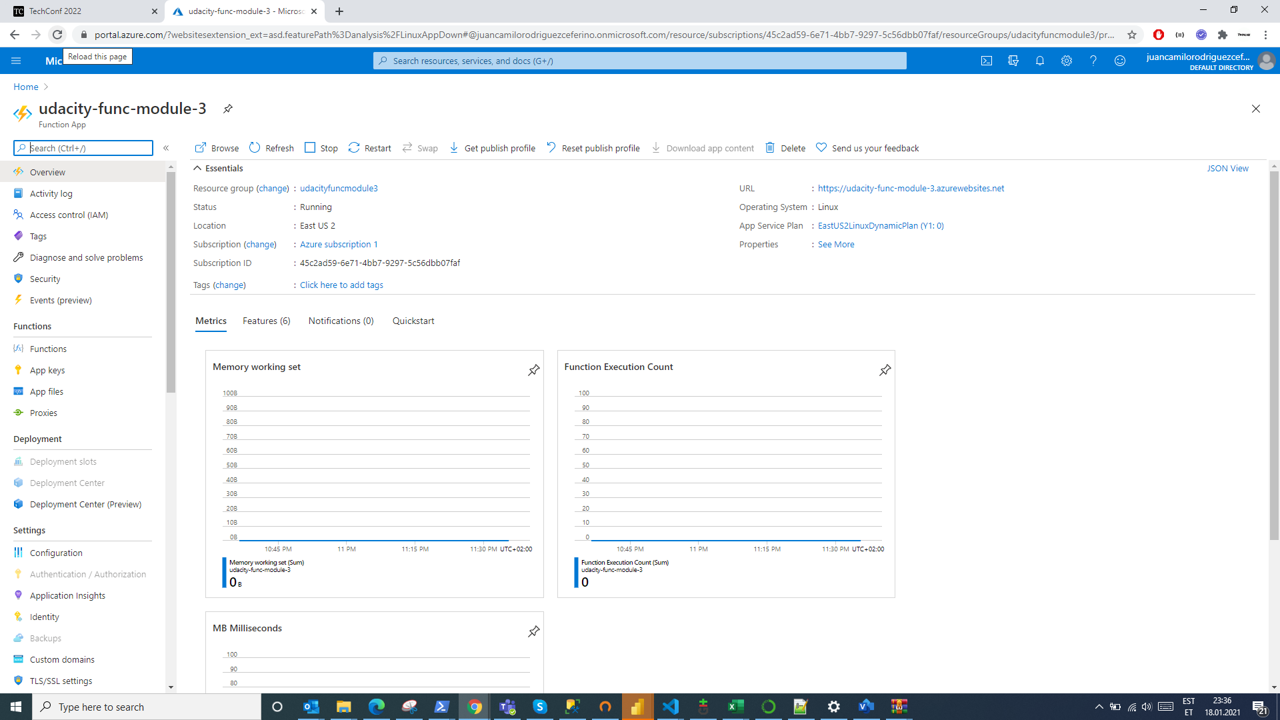 TechConf 2022
udacity-func-module-3 - Microso
portal.azure.com/?websitesextension_ext=asd.featurePath%3Danalysis%2FLinuxAppDown#@juancamilorodriguezceferino.onmicrosoft.com/resource/subscriptions/45c2ad59-6e71-4bb7-9297-5c56dbb07faf/resourceGroups/udacityfuncmodule3/pr...
Reload this page
Mic
Search resources, services, and docs (G+/)
juancamilorodriguezcef...
DEFAULT DIRECTORY
Home
udacity-func-module-3
Function App
Search (Ctrl+/)
Browse Refresh Stop Restart Swap Get publish profile Reset publish profile Download app content Delete Send us your feedback
Overview
Activity log
Access control (IAM)
Tags
Diagnose and solve problems
Security
Events (preview)
Functions
Functions
App keys
App files
Proxies
Deployment
Deployment slots
Deployment Center
Deployment Center (Preview)
Settings
Configuration
Authentication / Authorization
Application Insights
Identity
Backups
Custom domains
TLS/SSL settings
Essentials
JSON View
Resource group (change) : udacityfuncmodule3
Status : Running
Location : East US 2
Subscription (change) : Azure subscription 1
Subscription ID : 45c2ad59-6e71-4bb7-9297-5c56dbb07faf
Tags (change) : Click here to add tags
URL : https://udacity-func-module-3.azurewebsites.net
Operating System : Linux
App Service Plan : EastUS2LinuxDynamicPlan (Y1: 0)
Properties : See More
Metrics Features (6) Notifications (0) Quickstart
Memory working set
100B
90B
80B
70B
60B
50B
40B
30B
20B
10B
0B
10:45 PM 11 PM 11:15 PM 11:30 PM UTC+02:00
Memory working set (Sum)
udacity-func-module-3
0 B
Function Execution Count
100
90
80
70
60
50
40
30
20
10
0
10:45 PM 11 PM 11:15 PM 11:30 PM UTC+02:00
Function Execution Count (Sum)
udacity-func-module-3
0
MB Milliseconds
100
90
80
Type here to search
EST
ET
23:36
18.01.2021
21